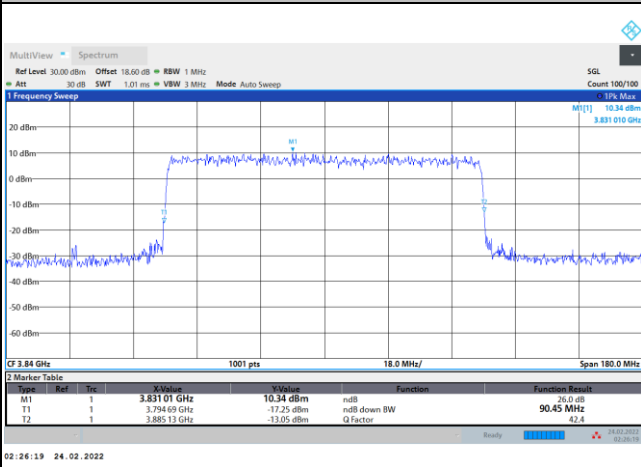 MultiView Spectrum
Ref Level 30.00 dBm Offset 18.60 dB RBW 1 MHz SGL
Att 30 dB SWT 1.01 ms VBW 3 MHz Mode Auto Sweep Count 100/100
1 Frequency Sweep 1Pk Max
M1[1] 10.34 dBm
3.831 010 GHz
20 dBm
M1
10 dBm
0 dBm
-10 dBm
T1
-20 dBm
-30 dBm
-40 dBm
-50 dBm
-60 dBm
CF 3.84 GHz 1001 pts 18.0 MHz/ Span 180.0 MHz
2 Marker Table
Type Ref Trc X-Value Y-Value Function Function Result
M1 1 3.831 01 GHz 10.34 dBm ndB 26.0 dB
T1 1 3.794 69 GHz -17.25 dBm ndB down BW 90.45 MHz
T2 1 3.885 13 GHz -13.05 dBm Q Factor 42.4
Ready 24.02.2022
02:26:19
02:26:19 24.02.2022